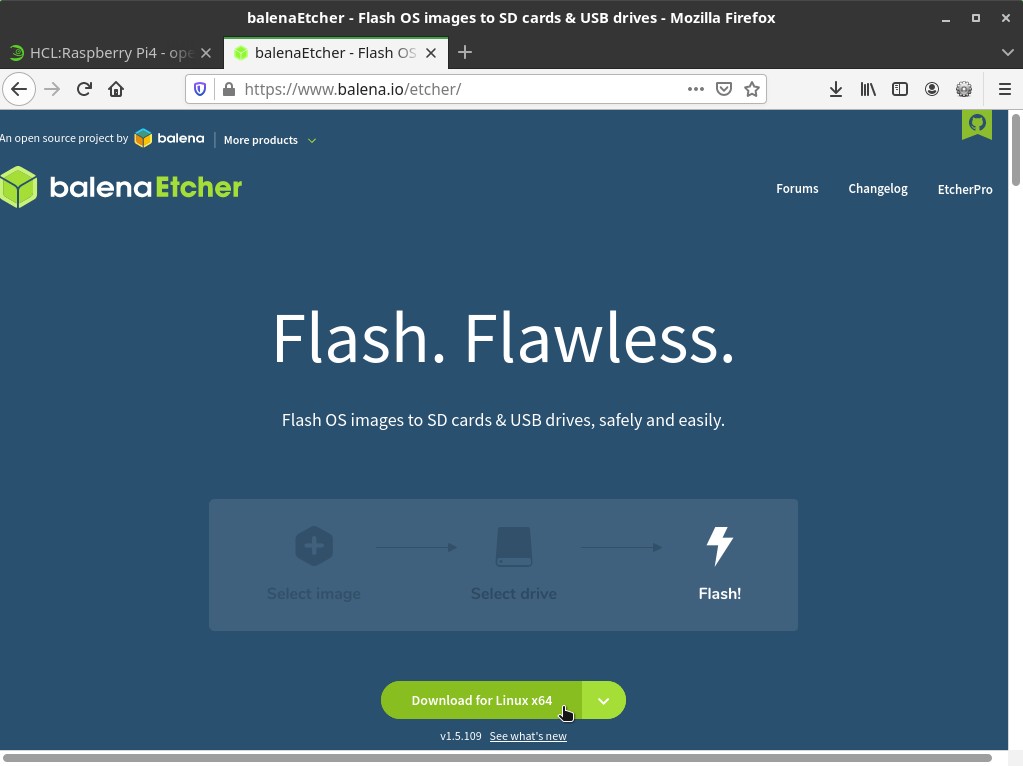 balenaEtcher - Flash OS images to SD cards & USB drives - Mozilla Firefox
HCL:Raspberry Pi4 - ope
balenaEtcher - Flash OS
https://www.balena.io/etcher/
An open source project by balena More products
balenaEtcher
Forums Changelog EtcherPro
Flash. Flawless.
Flash OS images to SD cards & USB drives, safely and easily.
Select image Select drive Flash!
Download for Linux x64
v1.5.109 See what's new